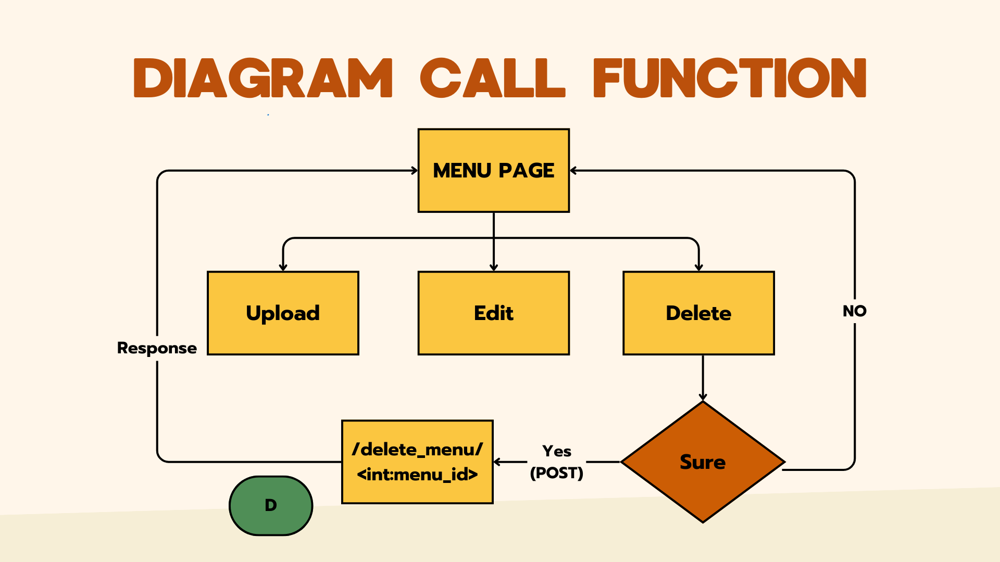 DIAGRAM CALL FUNCTION
MENU PAGE
Upload
Edit
Delete
NO
Response
/delete_menu/
<int:menu_id>
Yes
(POST)
Sure
D